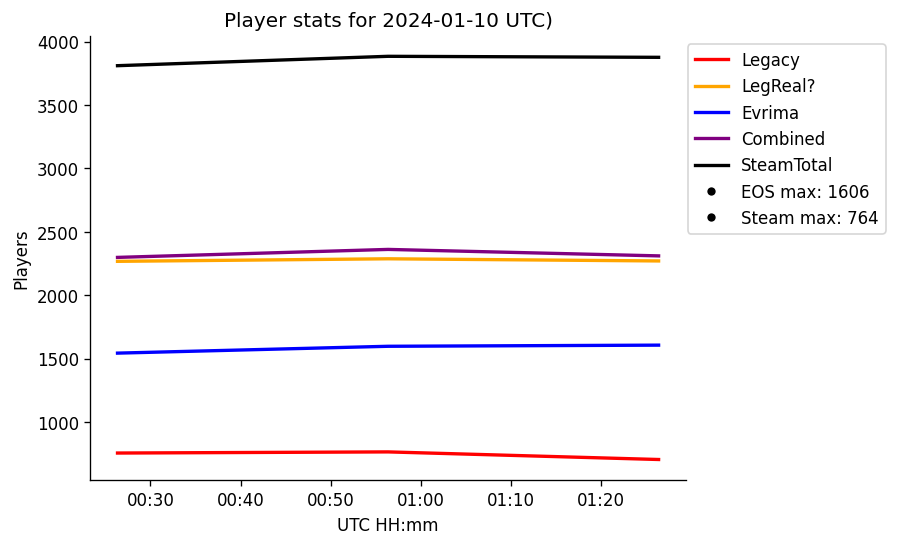 Player stats for 2024-01-10 UTC)
4000
3500
3000
2500
2000
1500
1000
Players
00:30 00:40 00:50 01:00 01:10 01:20
UTC HH:mm
Legacy
LegReal?
Evrima
Combined
SteamTotal
EOS max: 1606
Steam max: 764